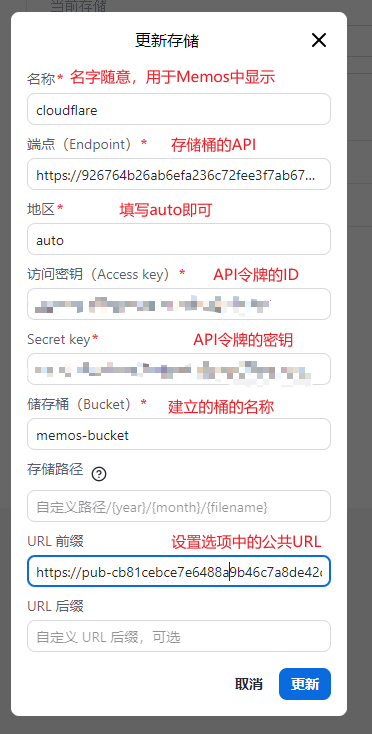 当前存储
更新存储
名称* 名字随意，用于Memos中显示
cloudflare
端点（Endpoint）* 存储桶的API
https://926764b26ab6efa236c72fee3f7ab67...
地区* 填写auto即可
auto
访问密钥（Access key）* API令牌的ID
Secret key* API令牌的密钥
储存桶（Bucket）* 建立的桶的名称
memos-bucket
存储路径 ?
自定义路径/{year}/{month}/{filename}
URL 前缀 设置选项中的公共URL
https://pub-cb81cebce7e6488a9b46c7a8de42c
URL 后缀
自定义 URL 后缀，可选
取消 更新